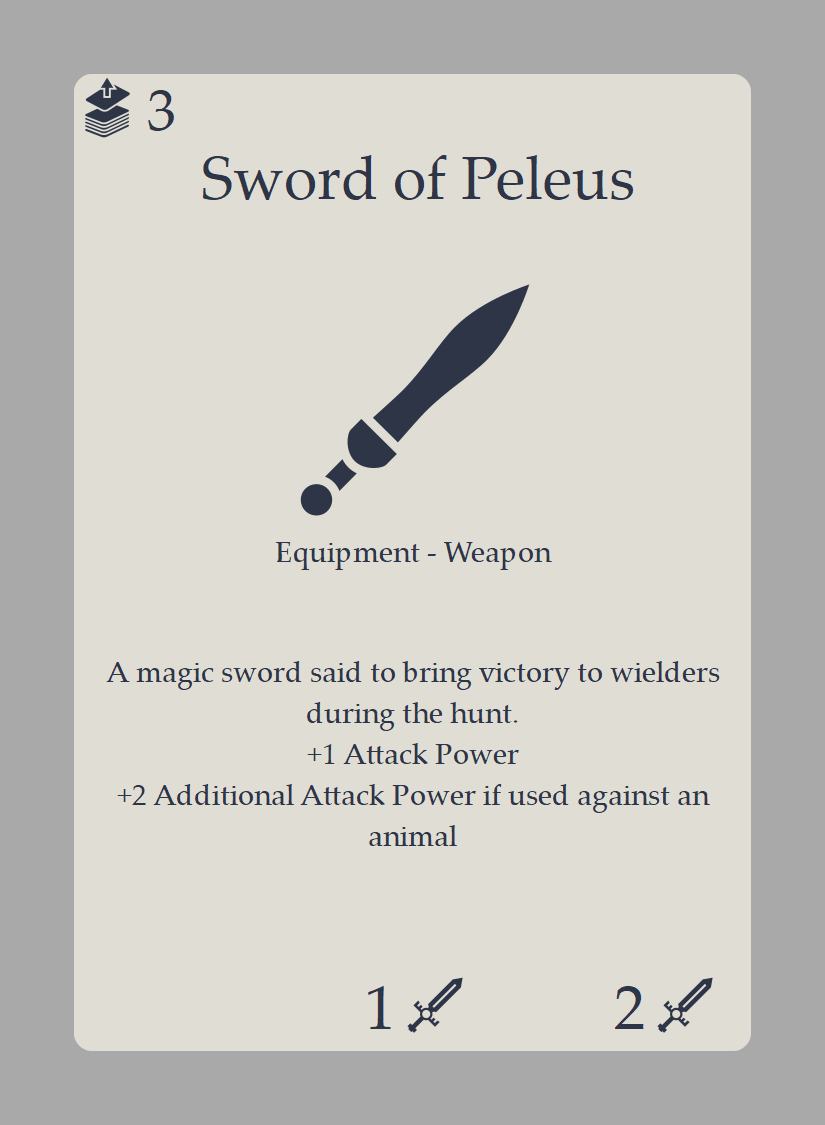 3
Sword of Peleus
Equipment - Weapon
A magic sword said to bring victory to wielders
during the hunt.
+1 Attack Power
+2 Additional Attack Power if used against an
animal
1 2